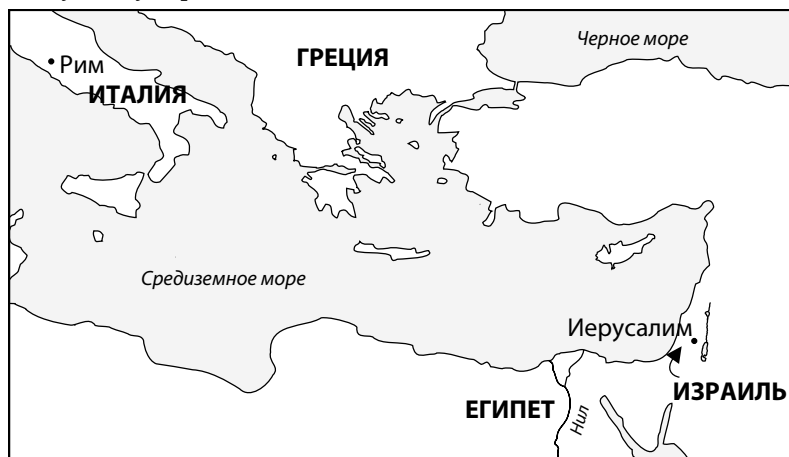 Черное море
ГРЕЦИЯ
Рим
ИТАЛИЯ
Средиземное море
Иерусалим
ИЗРАИЛЬ
ЕГИПЕТ
Нил